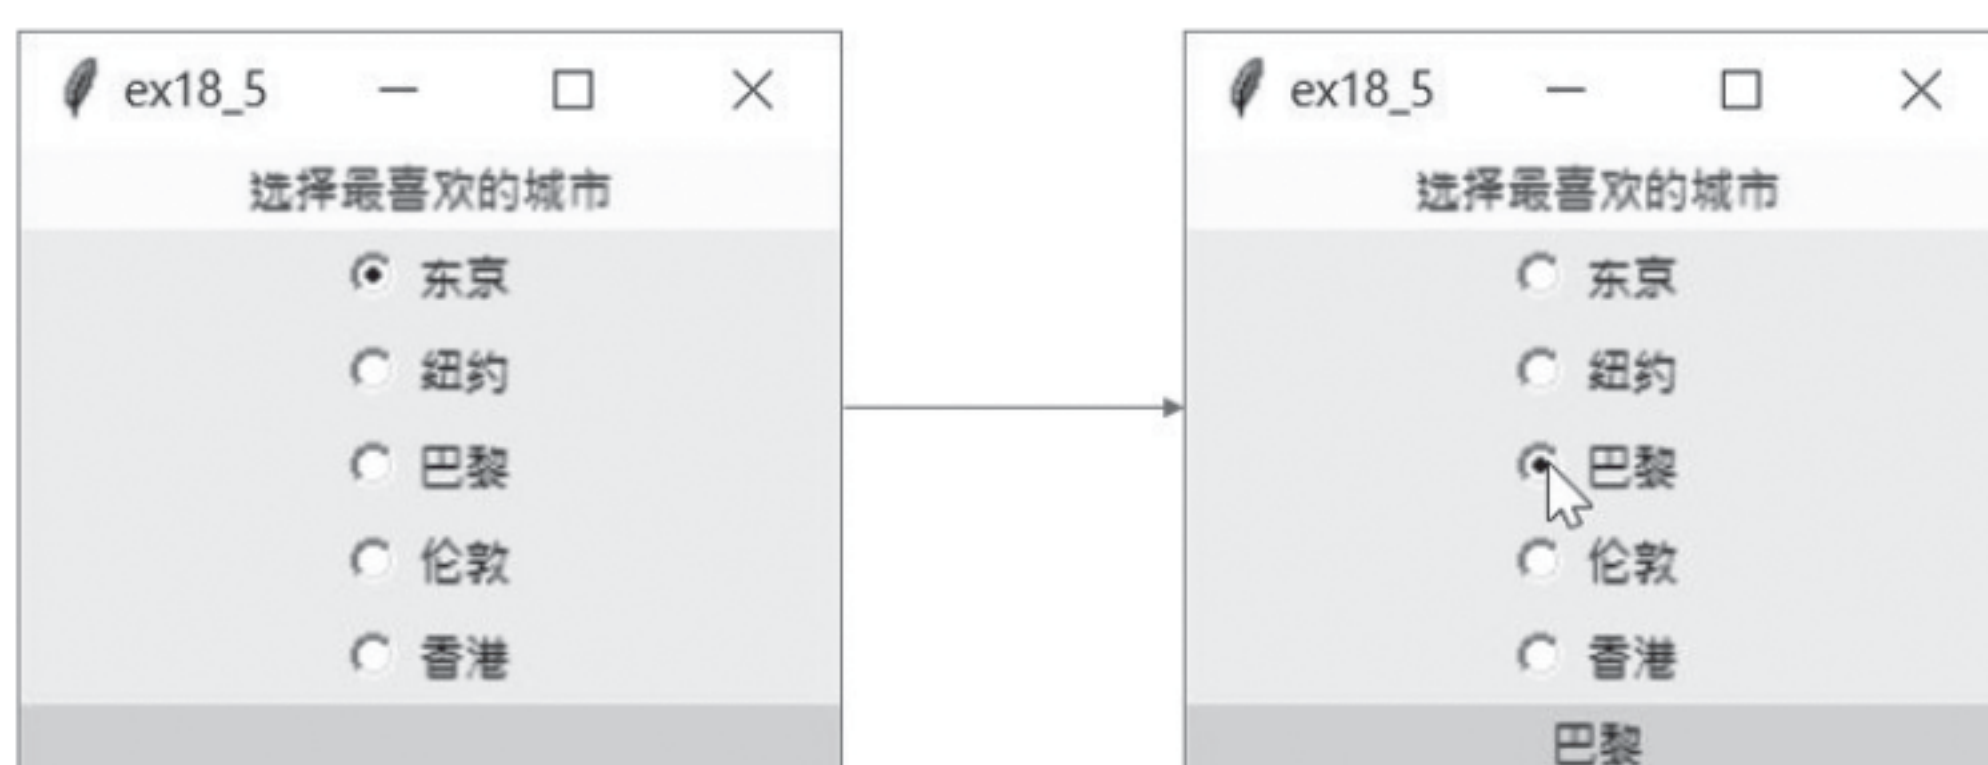 ex18_5
选择最喜欢的城市
东京
纽约
巴黎
伦敦
香港
ex18_5
选择最喜欢的城市
东京
纽约
巴黎
伦敦
香港
巴黎